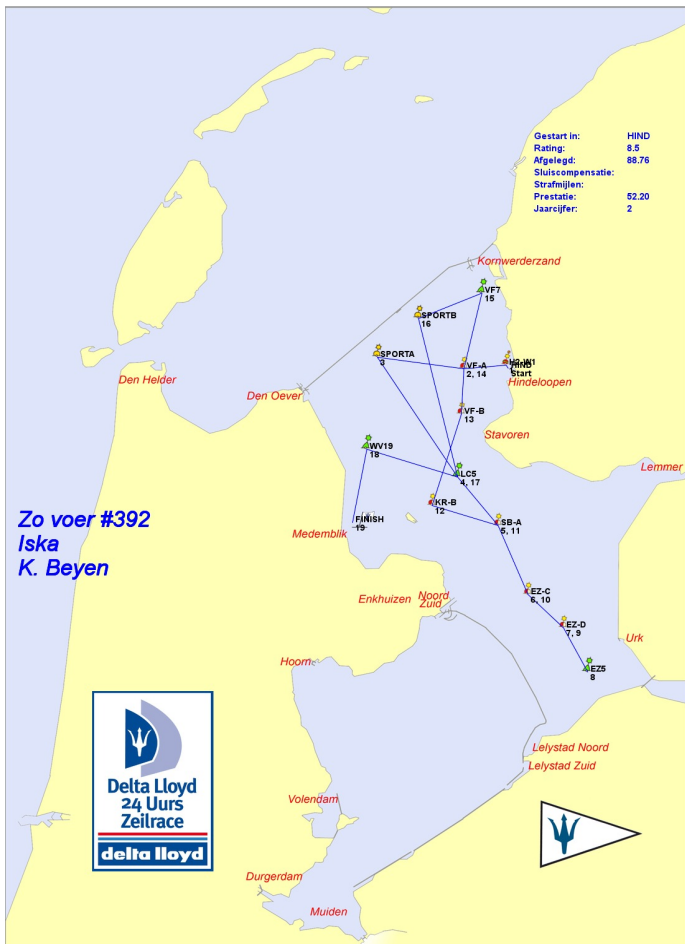 Gestart in: HIND
Rating: 8.5
Afgelegd: 88.76
Sluiscompensatie:
Strafmijlen:
Prestatie: 52.20
Jaarcijfer: 2
Kornwerderzand
VF7
15
SPORTB
16
SPORTA
3
VF-A
2, 14
H2-W1
1
HIND
Start
Hindeloopen
Den Helder
Den Oever
VF-B
13
Stavoren
WV19
18
LC5
4, 17
Lemmer
KR-B
12
SB-A
5, 11
FINISH
19
Medemblik
Zo voer #392
Iska
K. Beyen
EZ-C
6, 10
Enkhuizen Noord
Zuid
EZ-D
7, 9
Urk
EZ5
8
Hoorn
Lelystad Noord
Lelystad Zuid
Delta Lloyd
24 Uurs
Zeilrace
delta lloyd
Volendam
Durgerdam
Muiden